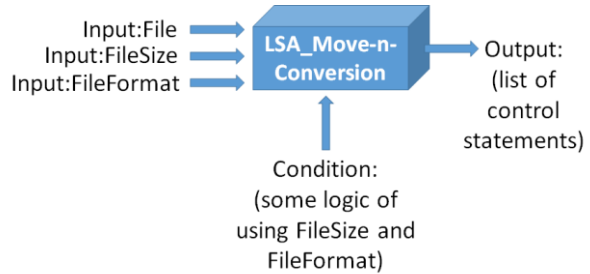 Input:File
Input:FileSize
Input:FileFormat
LSA_Move-n-
Conversion
Output:
(list of
control
statements)
Condition:
(some logic of
using FileSize and
FileFormat)